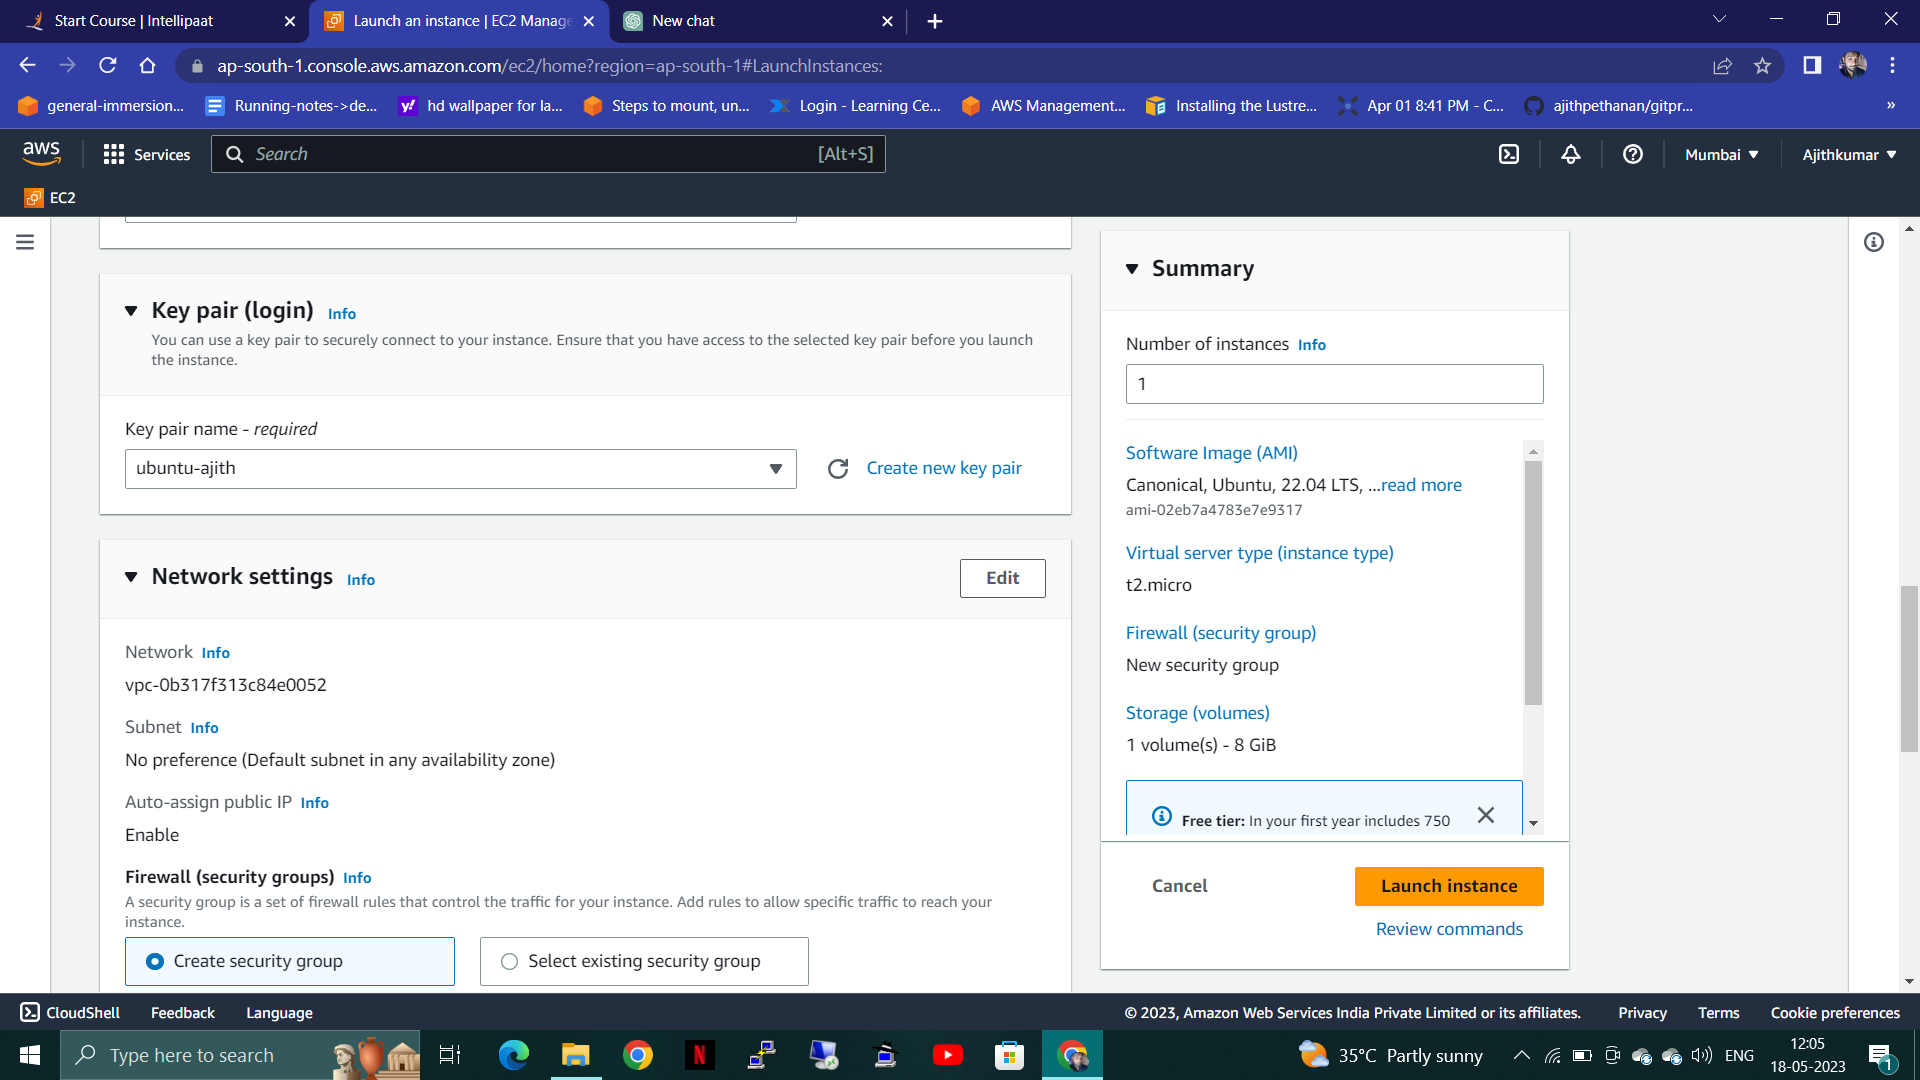 Start Course | Intellipaat
Launch an instance | EC2 Manage
New chat
ap-south-1.console.aws.amazon.com/ec2/home?region=ap-south-1#LaunchInstances:
general-immersion...
Running-notes->de...
hd wallpaper for la...
Steps to mount, un...
Login - Learning Ce...
AWS Management...
Installing the Lustre...
Apr 01 8:41 PM - C...
ajithpethanan/gitpr...
»
aws
Services
Search
[Alt+S]
Mumbai
Ajithkumar
EC2
Key pair (login) Info
You can use a key pair to securely connect to your instance. Ensure that you have access to the selected key pair before you launch
the instance.
Key pair name - required
ubuntu-ajith
Create new key pair
Network settings Info
Edit
Network Info
vpc-0b317f313c84e0052
Subnet Info
No preference (Default subnet in any availability zone)
Auto-assign public IP Info
Enable
Firewall (security groups) Info
A security group is a set of firewall rules that control the traffic for your instance. Add rules to allow specific traffic to reach your
instance.
Create security group
Select existing security group
Summary
Number of instances Info
1
Software Image (AMI)
Canonical, Ubuntu, 22.04 LTS, ...read more
ami-02eb7a4783e7e9317
Virtual server type (instance type)
t2.micro
Firewall (security group)
New security group
Storage (volumes)
1 volume(s) - 8 GiB
Free tier: In your first year includes 750
Cancel
Launch instance
Review commands
CloudShell
Feedback
Language
© 2023, Amazon Web Services India Private Limited or its affiliates.
Privacy
Terms
Cookie preferences
Type here to search
35°C Partly sunny
ENG
12:05
18-05-2023
1